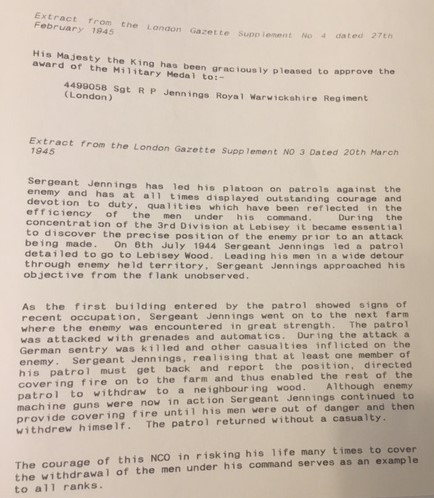 Extract from the London Gazette Supplement No 4 dated 27th
February 1945
His Majesty the King has been graciously pleased to approve the
award of the Military Medal to:-
4499058 Sgt R P Jennings Royal Warwickshire Regiment
(London)
Extract from the London Gazette Supplement NO 3 Dated 20th March
1945
Sergeant Jennings has led his platoon on patrols against the
enemy and has at all times displayed outstanding courage and
devotion to duty, qualities which have been reflected in the
efficiency of the men under his command. During the
concentration of the 3rd Division at Lebisey it became essential
to discover the precise position of the enemy prior to an attack
being made. On 6th July 1944 Sergeant Jennings led a patrol
detailed to go to Lebisey Wood. Leading his men in a wide detour
through enemy held territory, Sergeant Jennings approached his
objective from the flank unobserved.
As the first building entered by the patrol showed signs of
recent occupation, Sergeant Jennings went on to the next farm
where the enemy was encountered in great strength. The patrol
was attacked with grenades and automatics. During the attack a
German sentry was killed and other casualties inflicted on the
enemy. Sergeant Jennings, realising that at least one member of
his patrol must get back and report the position, directed
covering fire on to the farm and thus enabled the rest of the
patrol to withdraw to a neighbouring wood. Although enemy
machine guns were now in action Sergeant Jennings continued to
provide covering fire until his men were out of danger and then
withdrew himself. The patrol returned without a casualty.
The courage of this NCO in risking his life many times to cover
the withdrawal of the men under his command serves as an example
to all ranks.